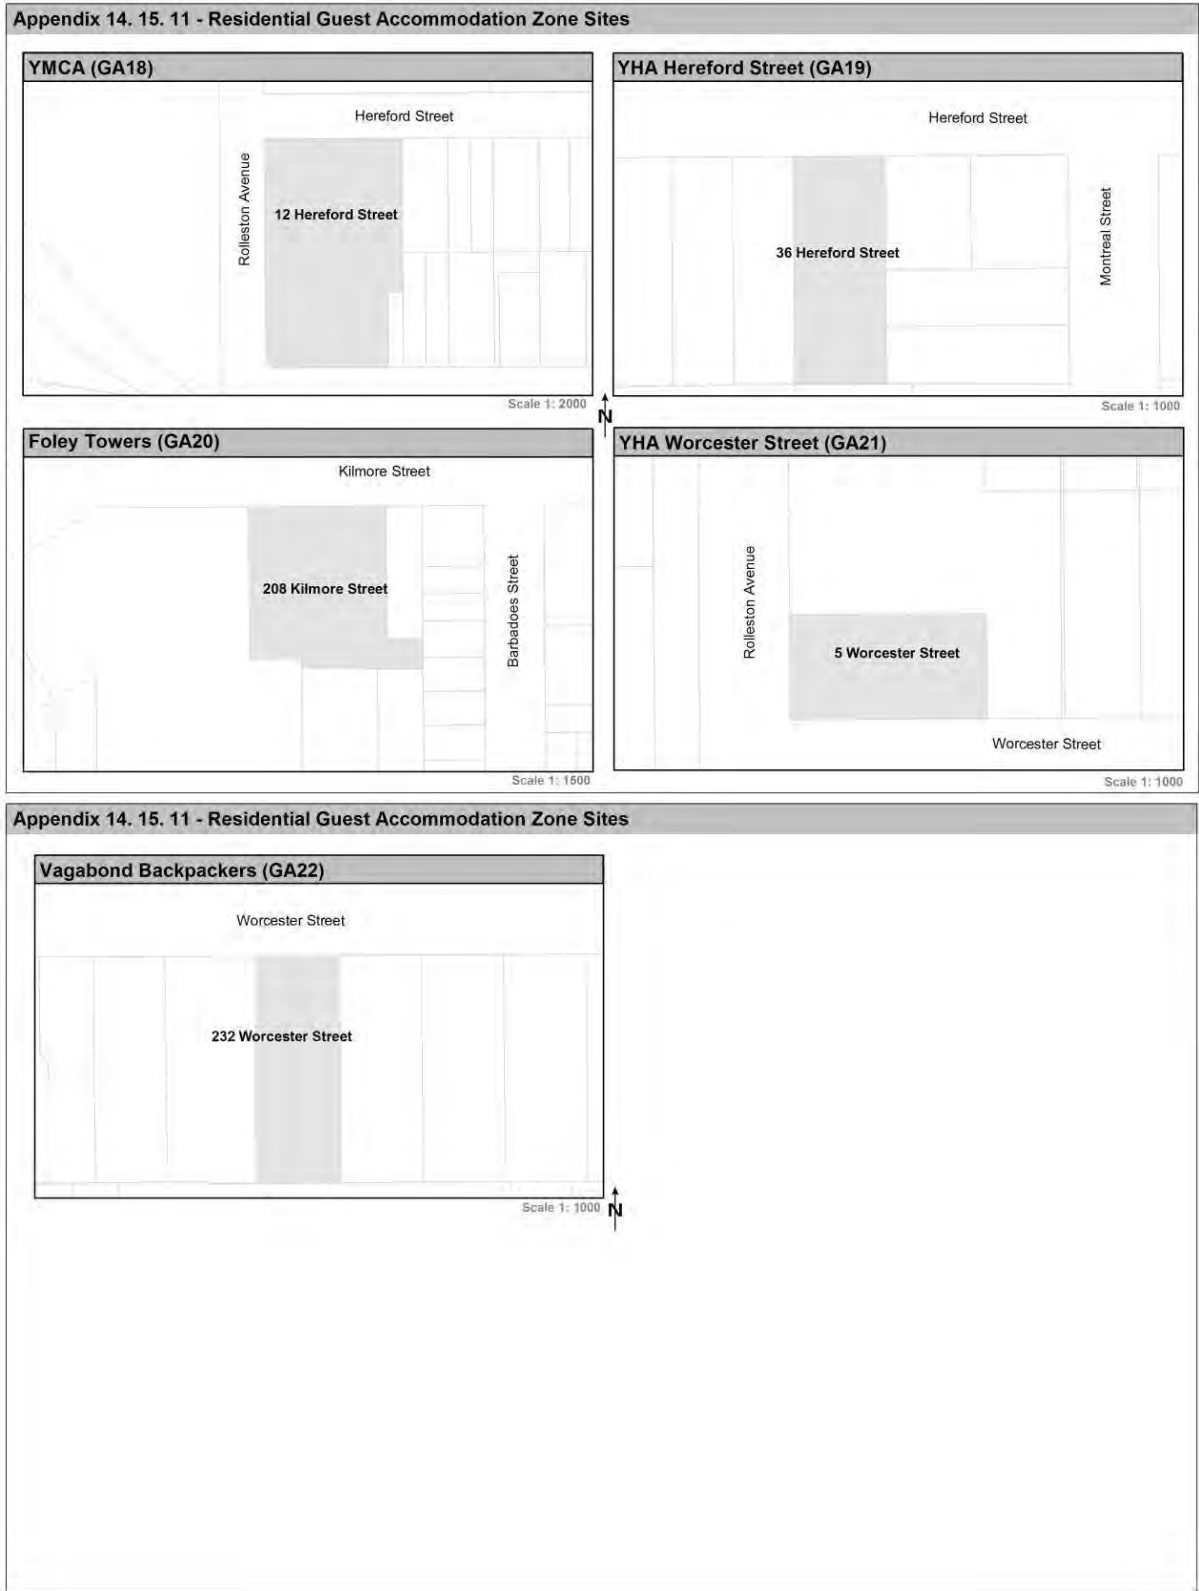 Appendix 14. 15. 11 - Residential Guest Accommodation Zone Sites
YMCA (GA18)
Hereford Street
Rolleston Avenue
12 Hereford Street
Scale 1: 2000
YHA Hereford Street (GA19)
Hereford Street
36 Hereford Street
Montreal Street
Scale 1: 1000
N
Foley Towers (GA20)
Kilmore Street
208 Kilmore Street
Barbadoes Street
Scale 1: 1500
YHA Worcester Street (GA21)
Rolleston Avenue
5 Worcester Street
Worcester Street
Scale 1: 1000
Appendix 14. 15. 11 - Residential Guest Accommodation Zone Sites
Vagabond Backpackers (GA22)
Worcester Street
232 Worcester Street
Scale 1: 1000
N